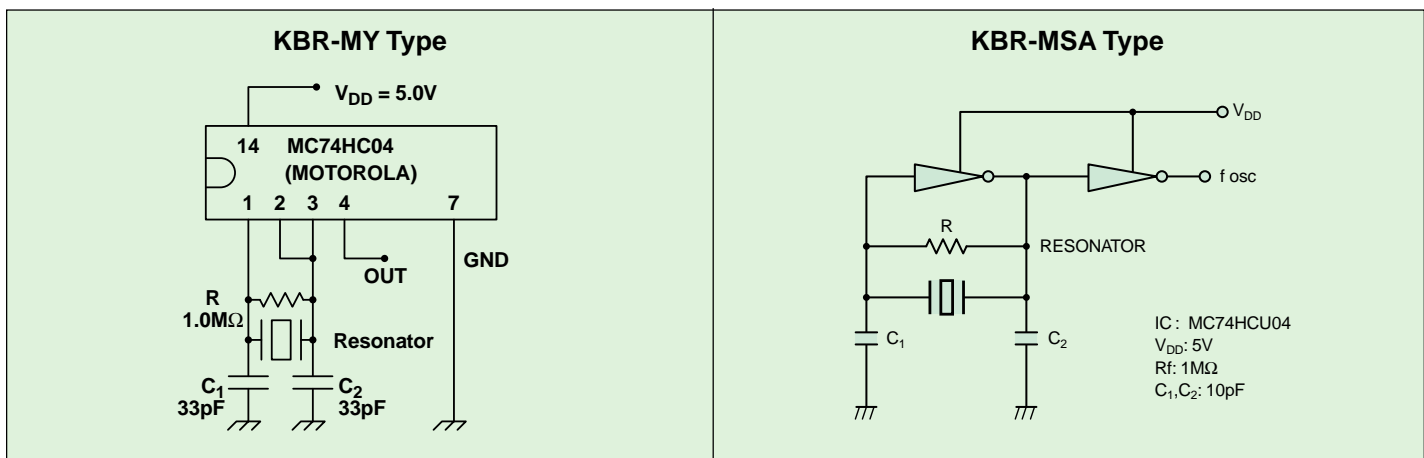 KBR-MY Type
V_DD = 5.0V
14 MC74HC04
(MOTOROLA)
1 2 3 4 7
GND
OUT
R
1.0MΩ
Resonator
C₁ C₂
33pF 33pF
KBR-MSA Type
V_DD
f osc
R
RESONATOR
C₁ C₂
IC : MC74HCU04
V_DD: 5V
Rf: 1MΩ
C₁,C₂: 10pF